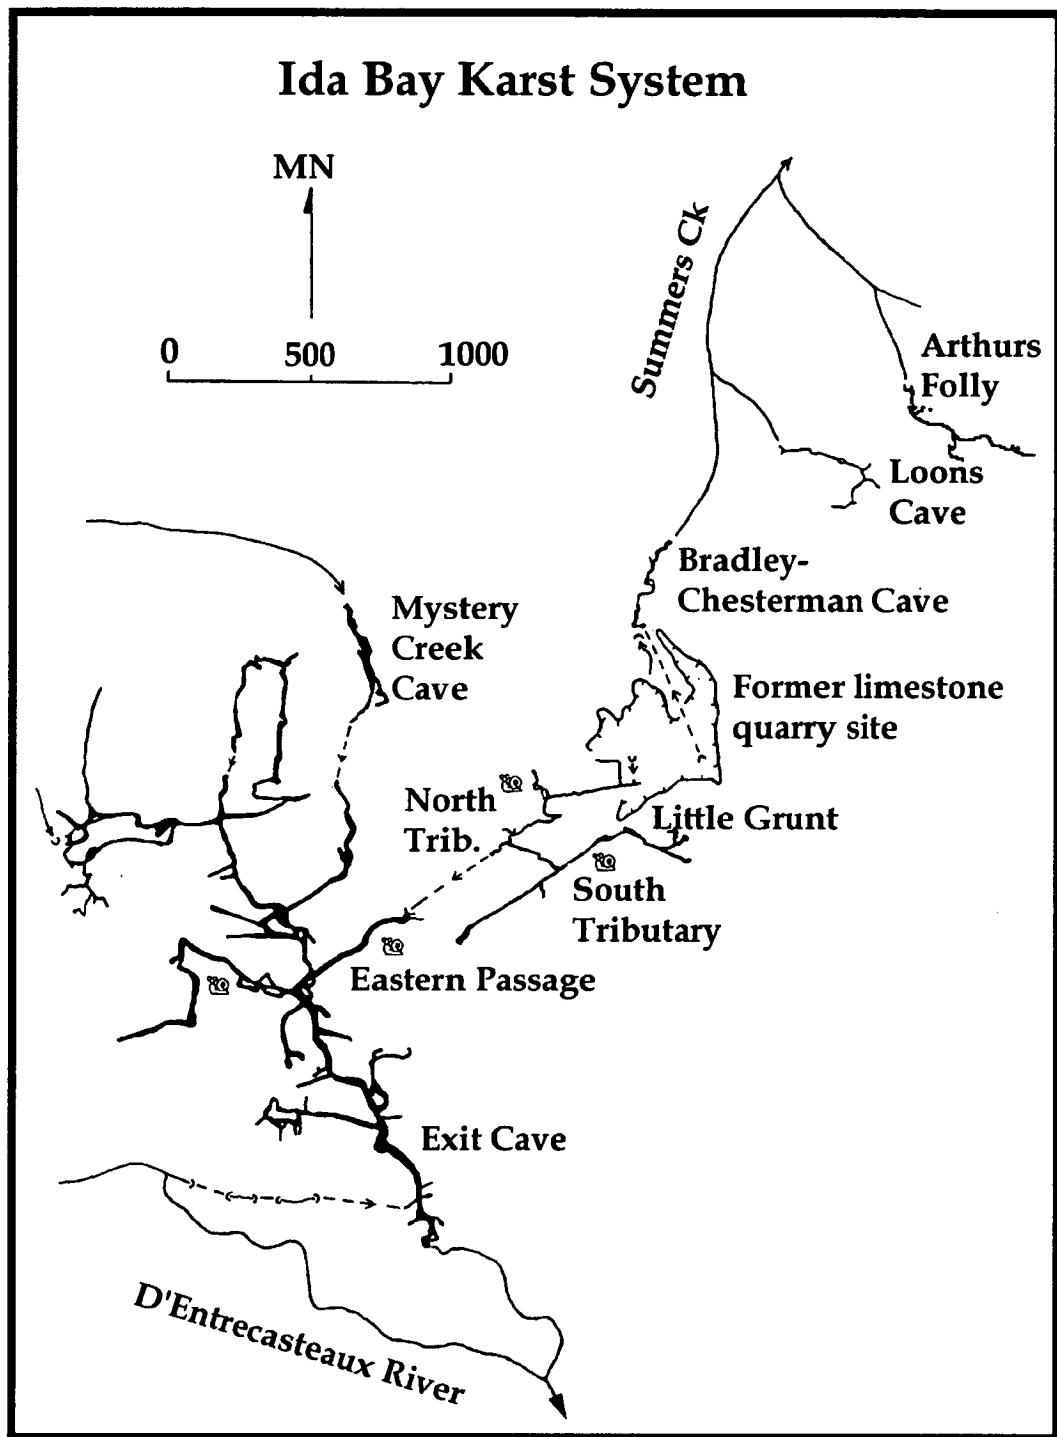 Ida Bay Karst System
MN
0 500 1000
Summers Ck
Arthurs
Folly
Loons
Cave
Bradley-
Chesterman Cave
Mystery
Creek
Cave
Former limestone
quarry site
North
Trib.
Little Grunt
South
Tributary
Eastern Passage
Exit Cave
D'Entrecasteaux River